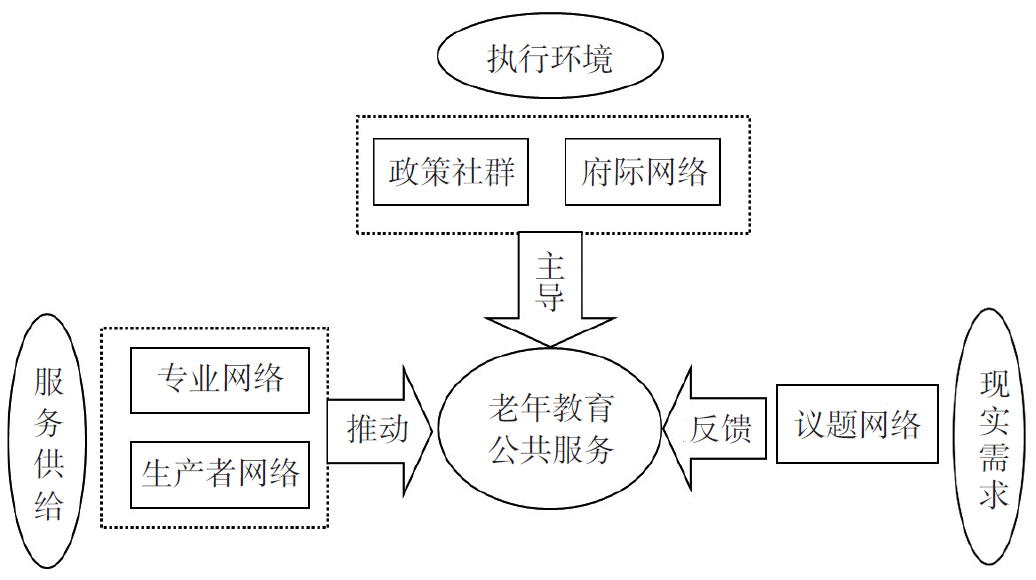 执行环境
政策社群
府际网络
主导
服务供给
专业网络
生产者网络
推动
老年教育
公共服务
反馈
议题网络
现实需求